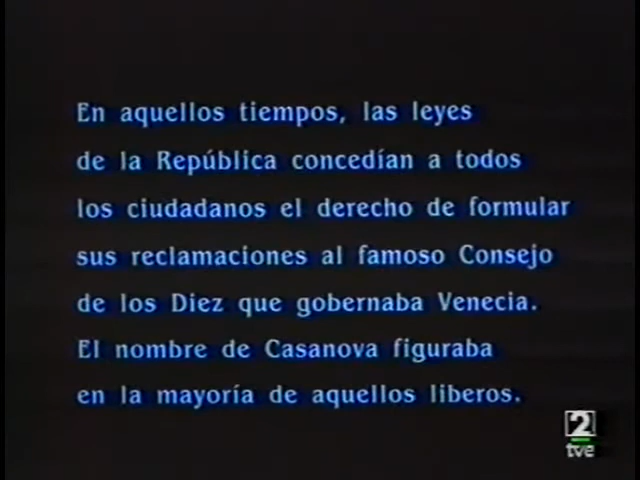 En aquellos tiempos, las leyes
de la República concedían a todos
los ciudadanos el derecho de formular
sus reclamaciones al famoso Consejo
de los Diez que gobernaba Venecia.
El nombre de Casanova figuraba
en la mayoría de aquellos liberos.
2
tve